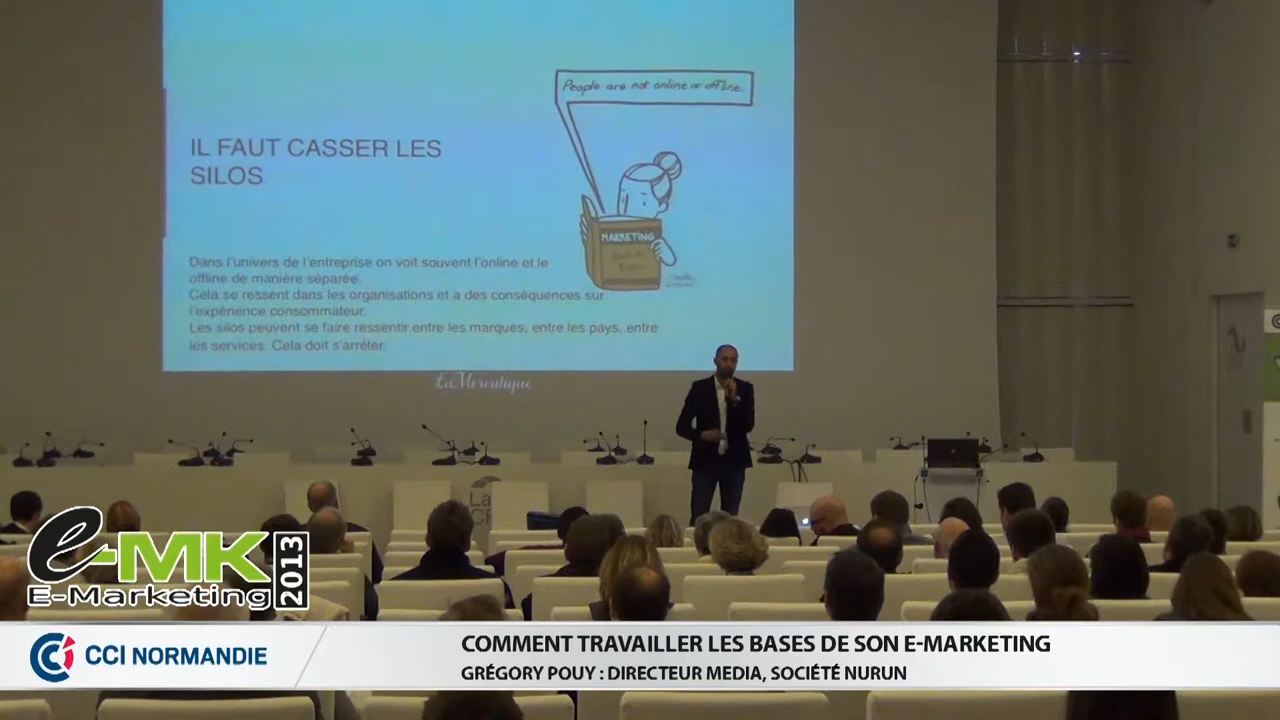 People are not online or offline.
IL FAUT CASSER LES
SILOS
MARKETING
Dans l'univers de l'entreprise on voit souvent l'online et le
offline de manière séparée.
Cela se ressent dans les organisations et a des conséquences sur
l'expérience consommateur.
Les silos peuvent se faire ressentir entre les marques, entre les pays, entre
les services. Cela doit s'arrêter.
LaMercatique
La
e-MK
E-Marketing
2013
CCI NORMANDIE
COMMENT TRAVAILLER LES BASES DE SON E-MARKETING
GRÉGORY POUY : DIRECTEUR MEDIA, SOCIÉTÉ NURUN